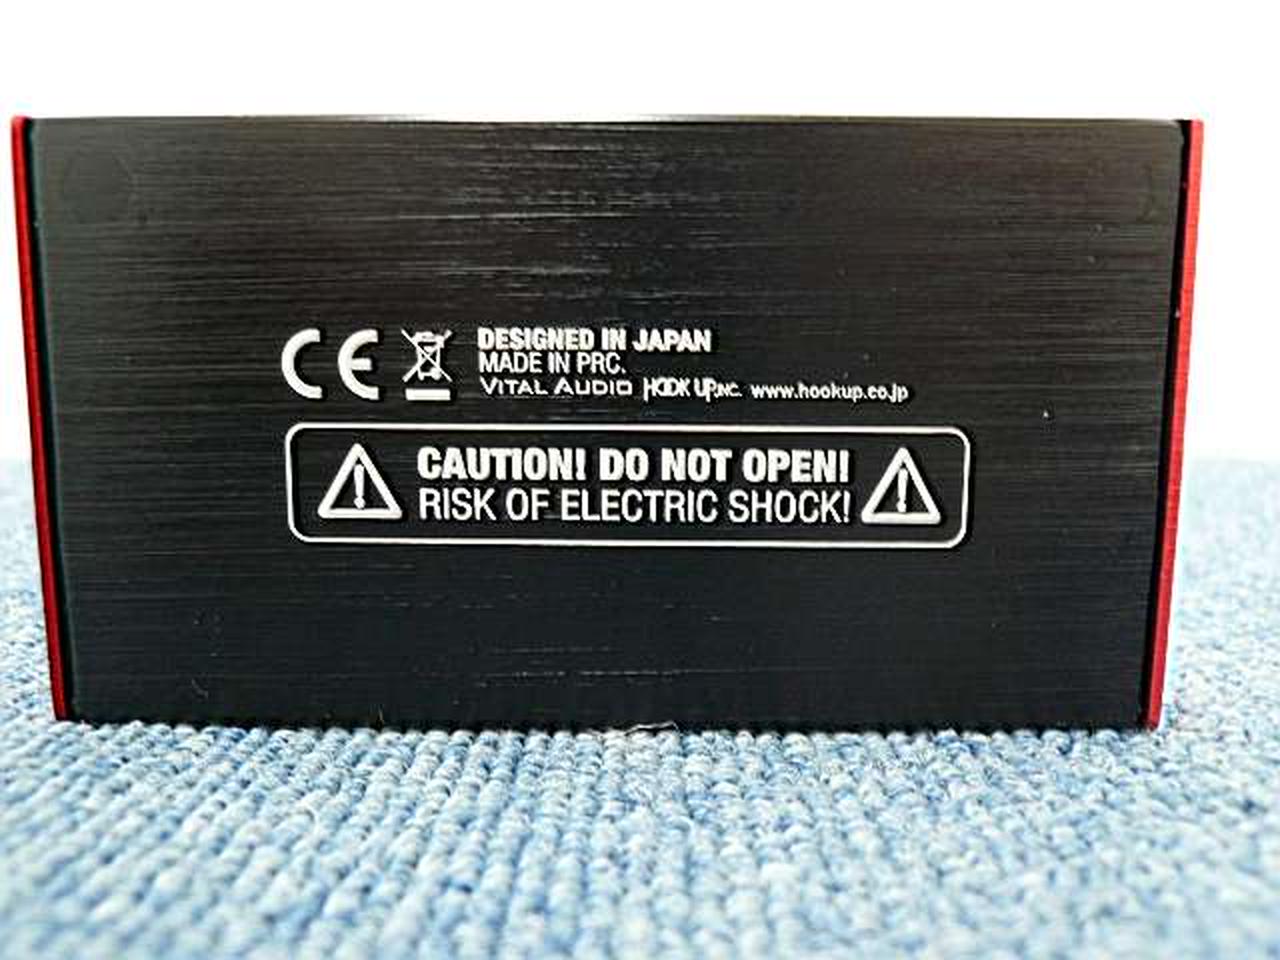 CE DESIGNED IN JAPAN
MADE IN PRC.
VITAL AUDIO HOOK UP,INC. www.hookup.co.jp
CAUTION! DO NOT OPEN!
RISK OF ELECTRIC SHOCK!